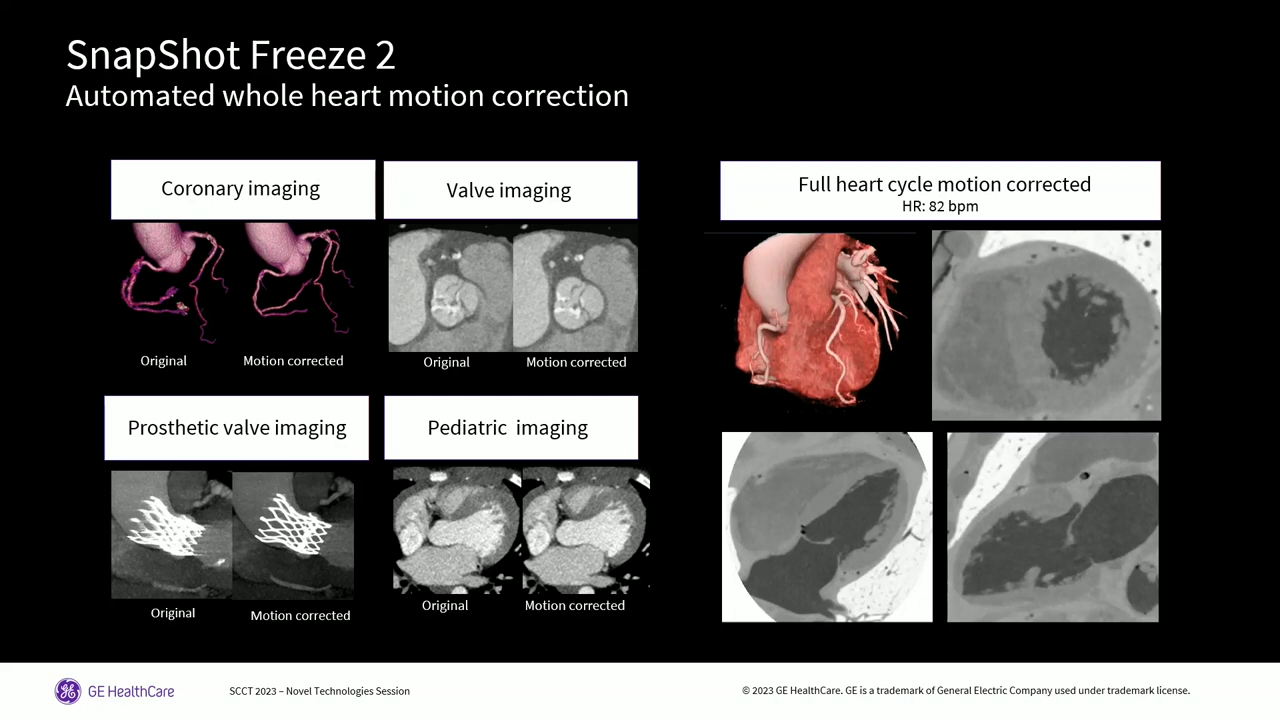 SnapShot Freeze 2
Automated whole heart motion correction
Coronary imaging
Valve imaging
Original
Motion corrected
Original
Motion corrected
Prosthetic valve imaging
Pediatric  imaging
Original
Motion corrected
Original
Motion corrected
Full heart cycle motion corrected
HR: 82 bpm
GE HealthCare
SCCT 2023 – Novel Technologies Session
© 2023 GE HealthCare. GE is a trademark of General Electric Company used under trademark license.